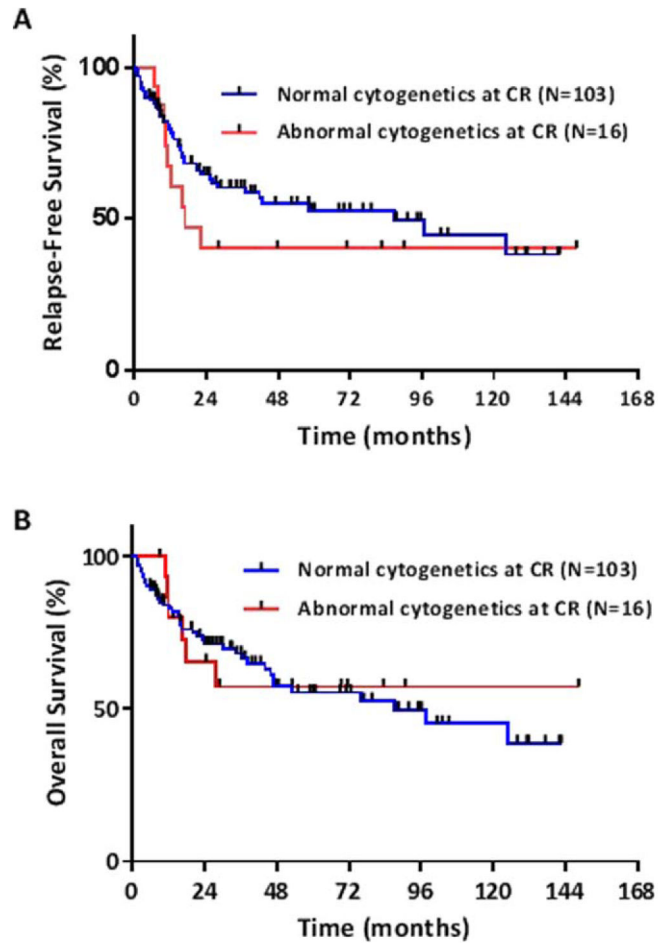 A
Relapse-Free Survival (%)
100
50
0
Normal cytogenetics at CR (N=103)
Abnormal cytogenetics at CR (N=16)
0 24 48 72 96 120 144 168
Time (months)
B
Overall Survival (%)
100
50
0
Normal cytogenetics at CR (N=103)
Abnormal cytogenetics at CR (N=16)
0 24 48 72 96 120 144 168
Time (months)